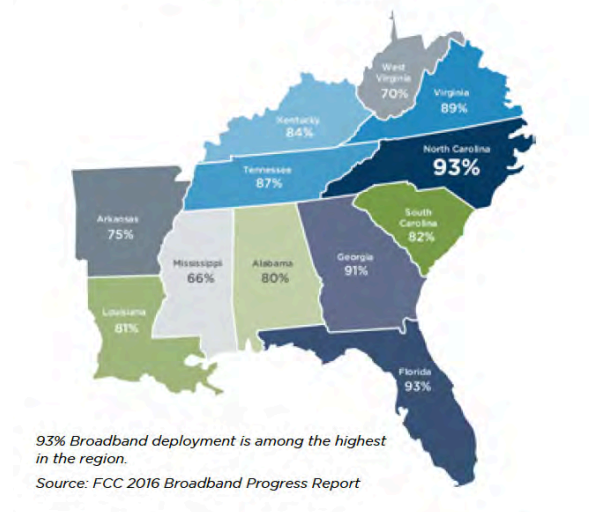 West
Virginia
70%
Virginia
89%
Kentucky
84%
North Carolina
93%
Tennessee
87%
Arkansas
75%
South
Carolina
82%
Mississippi
66%
Alabama
80%
Georgia
91%
Louisiana
81%
Florida
93%
93% Broadband deployment is among the highest
in the region.
Source: FCC 2016 Broadband Progress Report